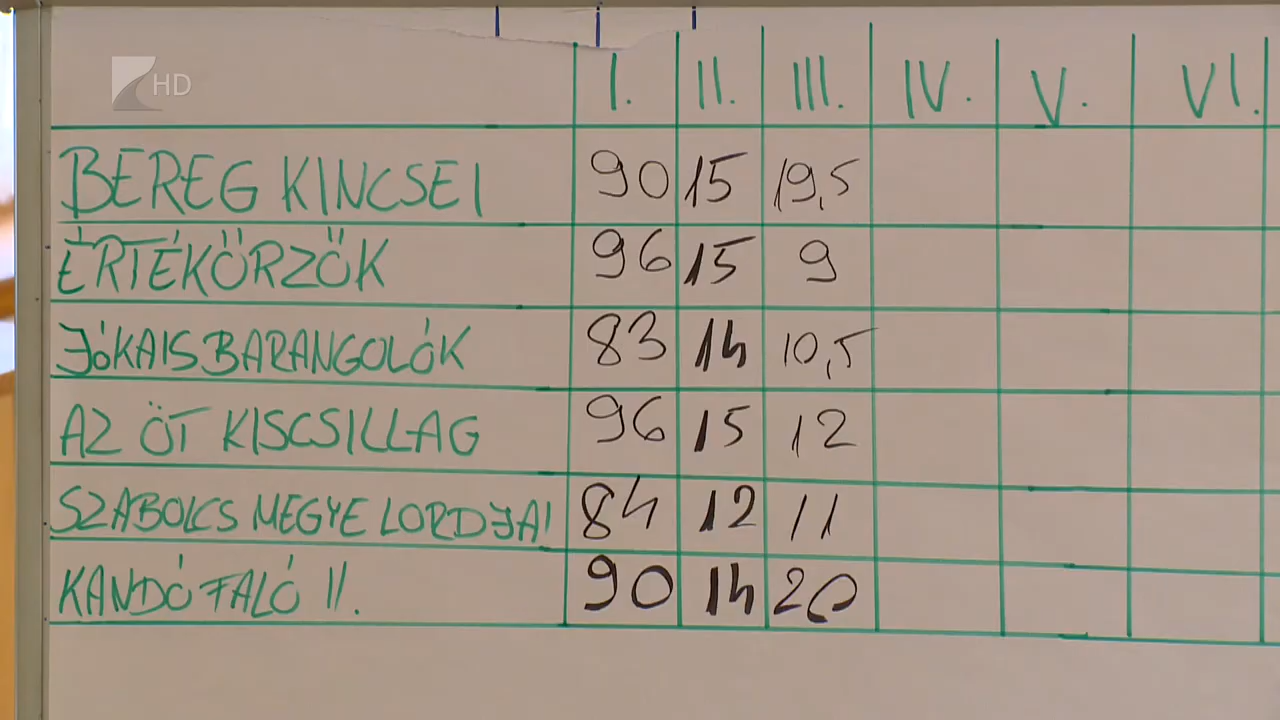 HD
I. II. III. IV. V. VI.
BEREG KINCSEI 90 15 19,5
ÉRTÉKŐRZŐK 96 15 9
JÓKAIS BARANGOLÓK 83 14 10,5
AZ ÖT KISCSILLAG 96 15 12
SZABOLCS MEGYE LORDJAI 84 12 11
KANDÓ FALÓ II. 90 14 20